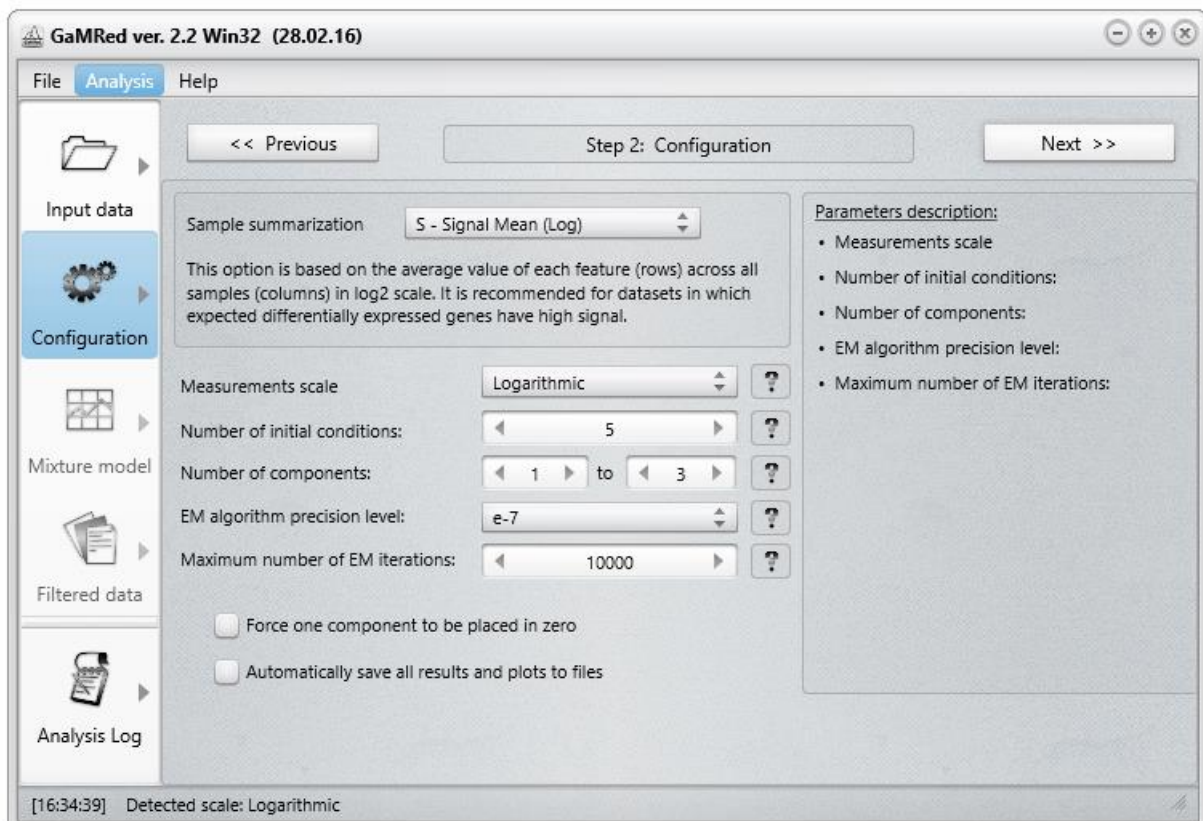 GaMRed ver. 2.2 Win32 (28.02.16)
File Analysis Help
<< Previous
Step 2: Configuration
Next >>
Input data
Configuration
Mixture model
Filtered data
Analysis Log
Sample summarization
S - Signal Mean (Log)
This option is based on the average value of each feature (rows) across all
samples (columns) in log2 scale. It is recommended for datasets in which
expected differentially expressed genes have high signal.
Measurements scale
Logarithmic
?
Number of initial conditions:
5
?
Number of components:
1 to 3
?
EM algorithm precision level:
e-7
?
Maximum number of EM iterations:
10000
?
Force one component to be placed in zero
Automatically save all results and plots to files
Parameters description:
• Measurements scale
• Number of initial conditions:
• Number of components:
• EM algorithm precision level:
• Maximum number of EM iterations:
[16:34:39] Detected scale: Logarithmic